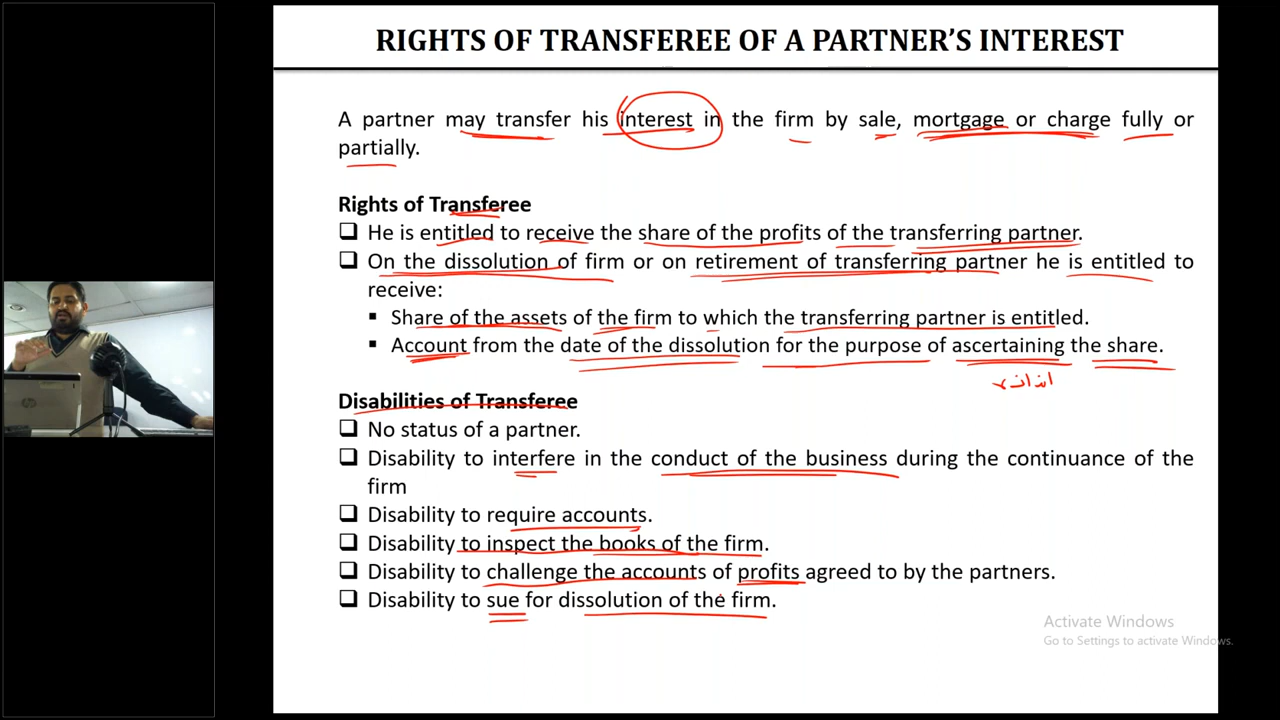 RIGHTS OF TRANSFEREE OF A PARTNER'S INTEREST
A partner may transfer his interest in the firm by sale, mortgage or charge fully or
partially.
Rights of Transferee
❑ He is entitled to receive the share of the profits of the transferring partner.
❑ On the dissolution of firm or on retirement of transferring partner he is entitled to
receive:
▪ Share of the assets of the firm to which the transferring partner is entitled.
▪ Account from the date of the dissolution for the purpose of ascertaining the share.
Disabilities of Transferee
❑ No status of a partner.
❑ Disability to interfere in the conduct of the business during the continuance of the
firm
❑ Disability to require accounts.
❑ Disability to inspect the books of the firm.
❑ Disability to challenge the accounts of profits agreed to by the partners.
❑ Disability to sue for dissolution of the firm.
Activate Windows
Go to Settings to activate Windows.
hp